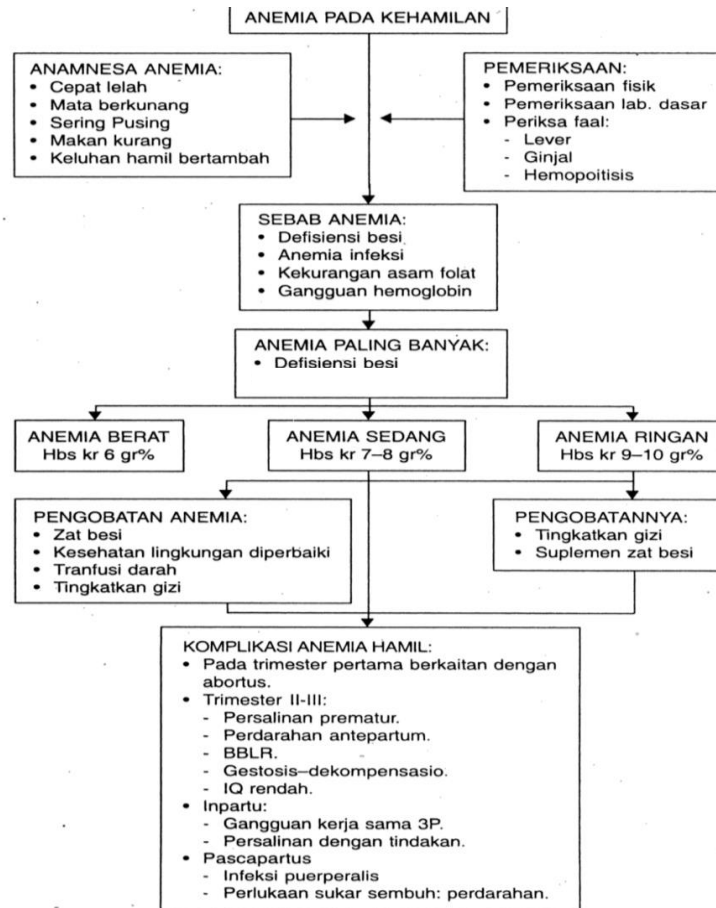 ANEMIA PADA KEHAMILAN
ANAMNESA ANEMIA:
• Cepat lelah
• Mata berkunang
• Sering Pusing
• Makan kurang
• Keluhan hamil bertambah
PEMERIKSAAN:
• Pemeriksaan fisik
• Pemeriksaan lab. dasar
• Periksa faal:
- Lever
- Ginjal
- Hemopoitisis
SEBAB ANEMIA:
• Defisiensi besi
• Anemia infeksi
• Kekurangan asam folat
• Gangguan hemoglobin
ANEMIA PALING BANYAK:
• Defisiensi besi
ANEMIA BERAT
Hbs kr 6 gr%
ANEMIA SEDANG
Hbs kr 7–8 gr%
ANEMIA RINGAN
Hbs kr 9–10 gr%
PENGOBATAN ANEMIA:
• Zat besi
• Kesehatan lingkungan diperbaiki
• Tranfusi darah
• Tingkatkan gizi
PENGOBATANNYA:
• Tingkatkan gizi
• Suplemen zat besi
KOMPLIKASI ANEMIA HAMIL:
• Pada trimester pertama berkaitan dengan
abortus.
• Trimester II-III:
- Persalinan prematur.
- Perdarahan antepartum.
- BBLR.
- Gestosis–dekompensasio.
- IQ rendah.
• Inpartu:
- Gangguan kerja sama 3P.
- Persalinan dengan tindakan.
• Pascapartus
- Infeksi puerperalis
- Perlukaan sukar sembuh: perdarahan.